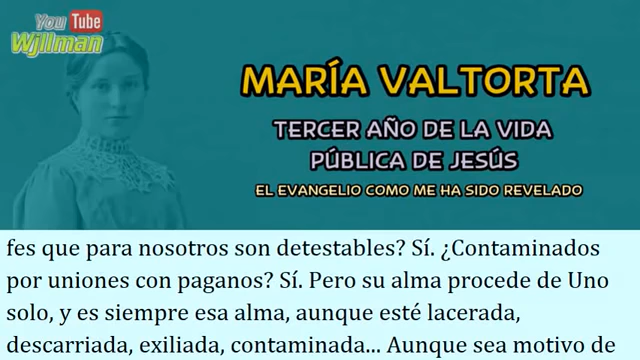 You Tube
Wjllman
MARÍA VALTORTA
TERCER AÑO DE LA VIDA
PÚBLICA DE JESÚS
EL EVANGELIO COMO ME HA SIDO REVELADO
fes que para nosotros son detestables? Sí. ¿Contaminados
por uniones con paganos? Sí. Pero su alma procede de Uno
solo, y es siempre esa alma, aunque esté lacerada,
descarriada, exiliada, contaminada... Aunque sea motivo de